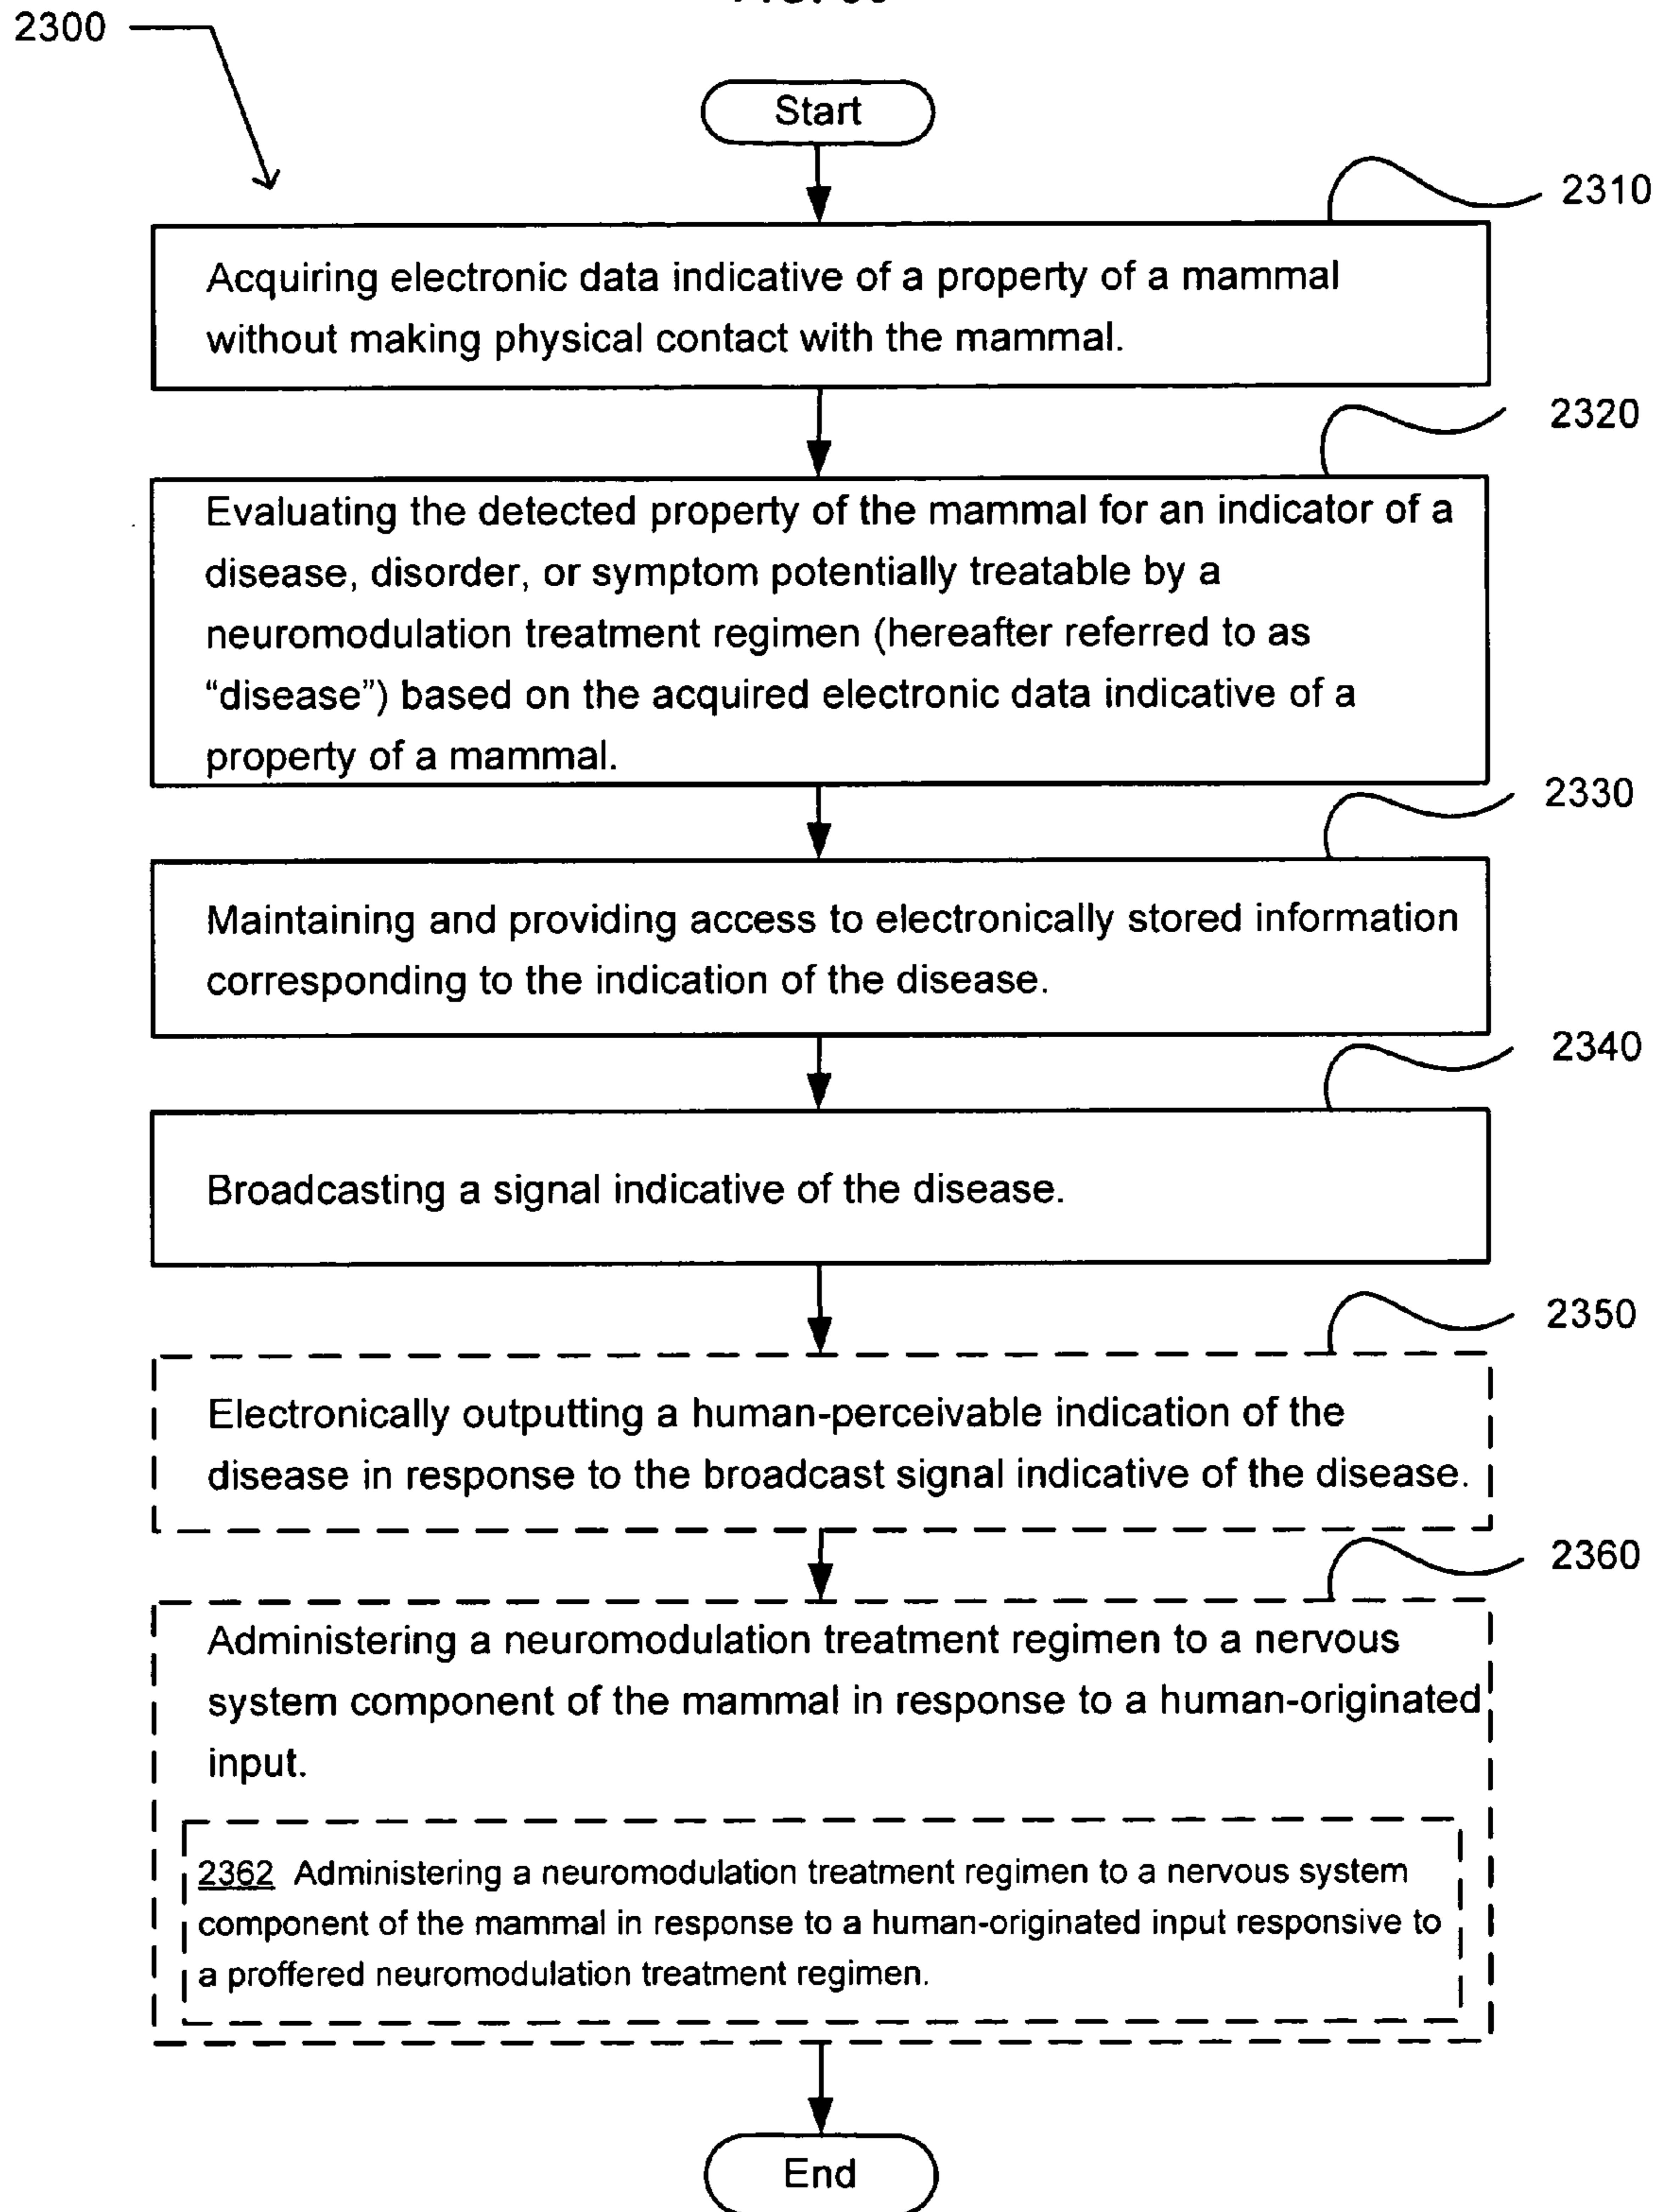 2300
Start
2310
Acquiring electronic data indicative of a property of a mammal
without making physical contact with the mammal.
2320
Evaluating the detected property of the mammal for an indicator of a
disease, disorder, or symptom potentially treatable by a
neuromodulation treatment regimen (hereafter referred to as
“disease”) based on the acquired electronic data indicative of a
property of a mammal.
2330
Maintaining and providing access to electronically stored information
corresponding to the indication of the disease.
2340
Broadcasting a signal indicative of the disease.
2350
Electronically outputting a human-perceivable indication of the
disease in response to the broadcast signal indicative of the disease.
2360
Administering a neuromodulation treatment regimen to a nervous
system component of the mammal in response to a human-originated
input.
2362 Administering a neuromodulation treatment regimen to a nervous system
component of the mammal in response to a human-originated input responsive to
a proffered neuromodulation treatment regimen.
End